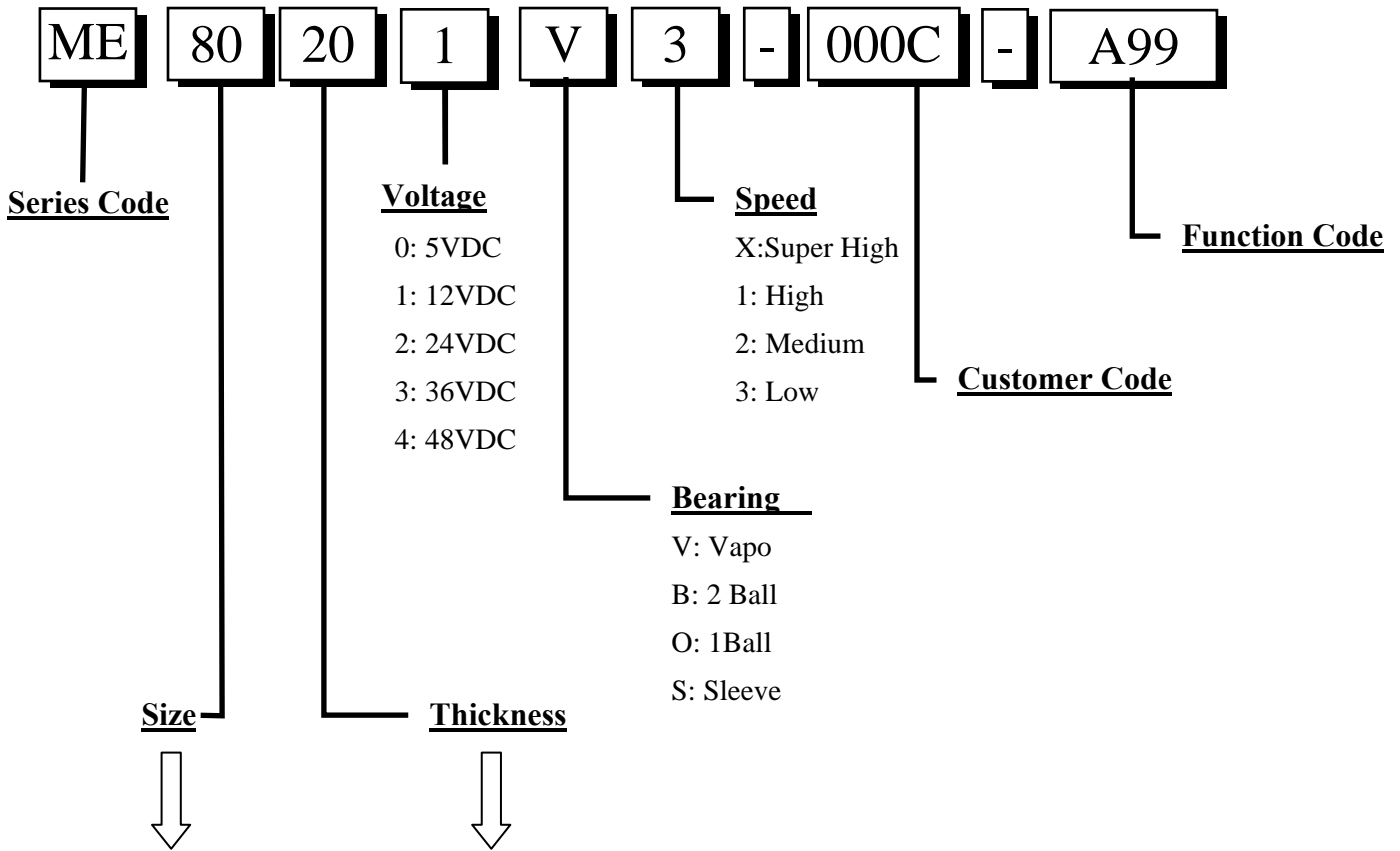 ME 80 20 1 V 3 - 000C - A99
Series Code
Voltage
0: 5VDC
1: 12VDC
2: 24VDC
3: 36VDC
4: 48VDC
Speed
X:Super High
1: High
2: Medium
3: Low
Function Code
Customer Code
Bearing
V: Vapo
B: 2 Ball
O: 1Ball
S: Sleeve
Size
Thickness